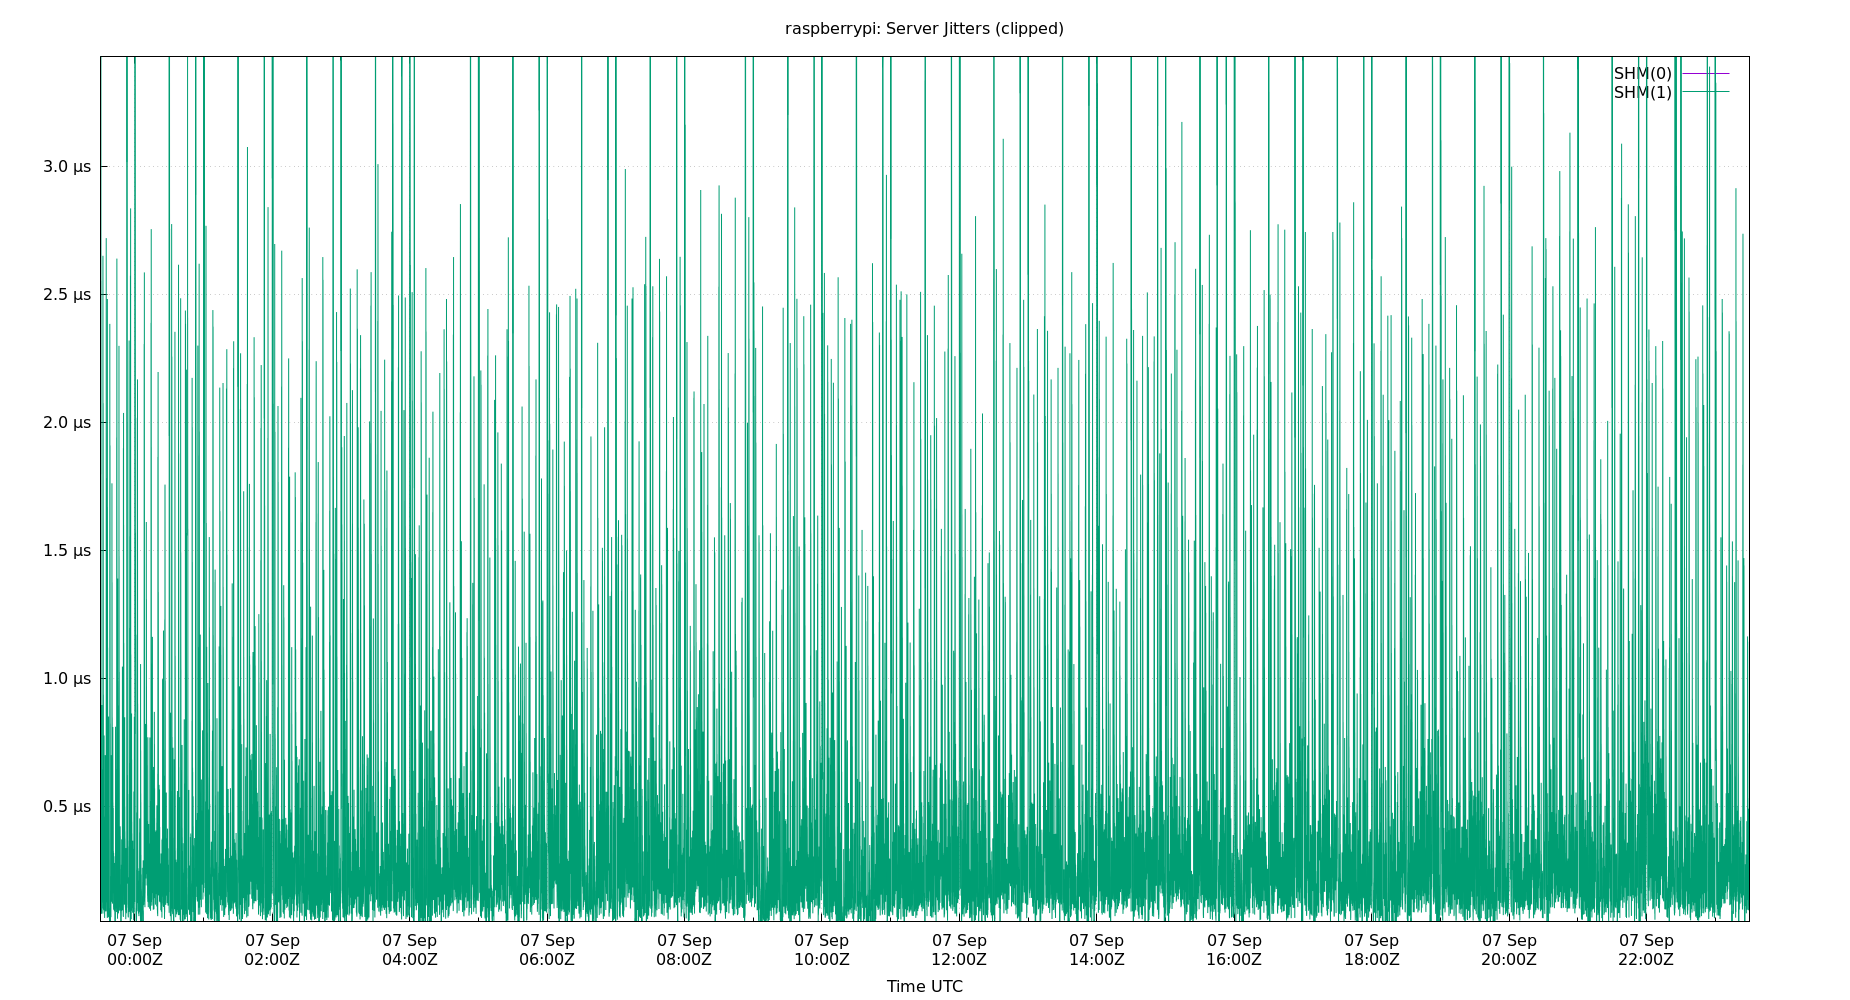 raspberrypi: Server Jitters (clipped)
SHM(0)
SHM(1)
3.0 µs
2.5 µs
2.0 µs
1.5 µs
1.0 µs
0.5 µs
07 Sep 07 Sep 07 Sep 07 Sep 07 Sep 07 Sep 07 Sep 07 Sep 07 Sep 07 Sep 07 Sep 07 Sep
00:00Z 02:00Z 04:00Z 06:00Z 08:00Z 10:00Z 12:00Z 14:00Z 16:00Z 18:00Z 20:00Z 22:00Z
Time UTC